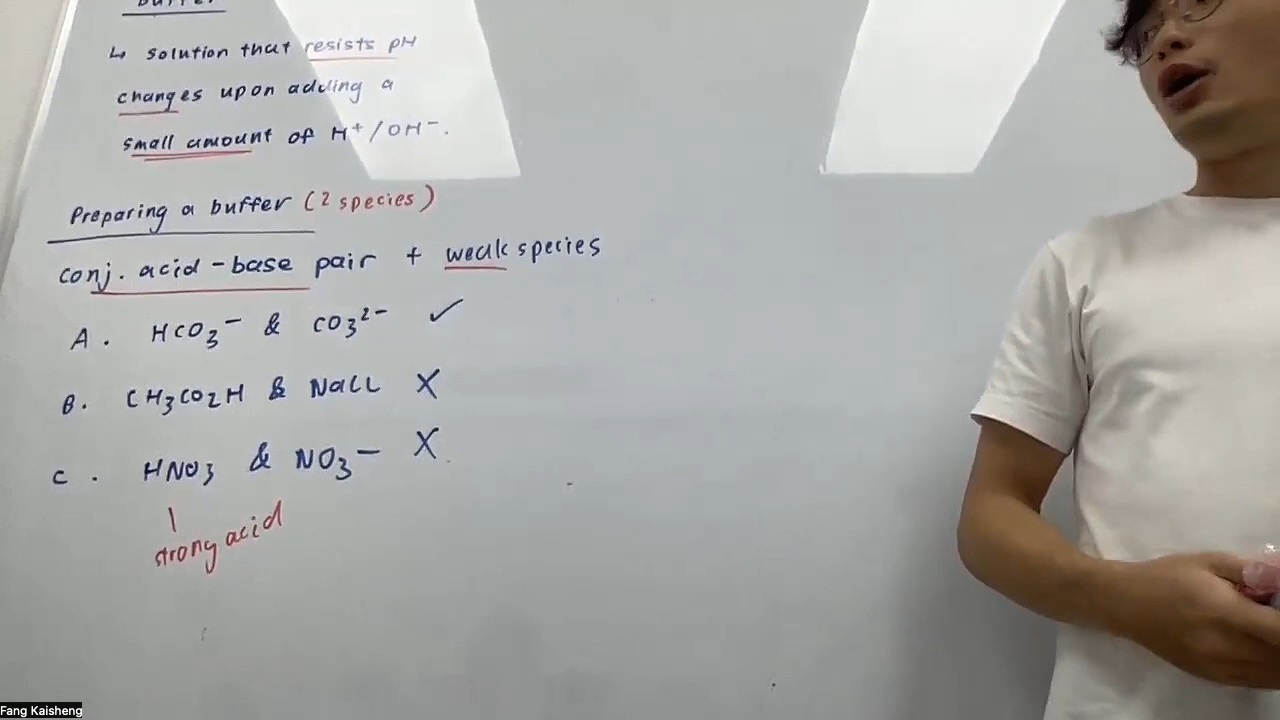 buffer
↳ solution that resists pH
changes upon adding a
small amount of H⁺/OH⁻.
Preparing a buffer (2 species)
conj. acid-base pair + weak species
A. HCO₃⁻ & CO₃²⁻ ✓
B. CH₃CO₂H & NaCl X
C. HNO₃ & NO₃⁻ X
strong acid
Fang Kaisheng